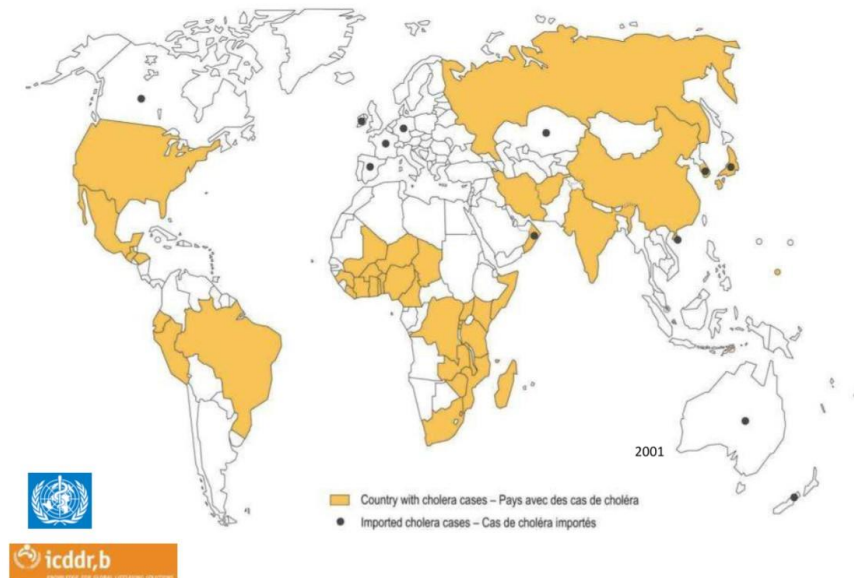 2001
Country with cholera cases – Pays avec des cas de choléra
Imported cholera cases – Cas de choléra importés
icddr,b